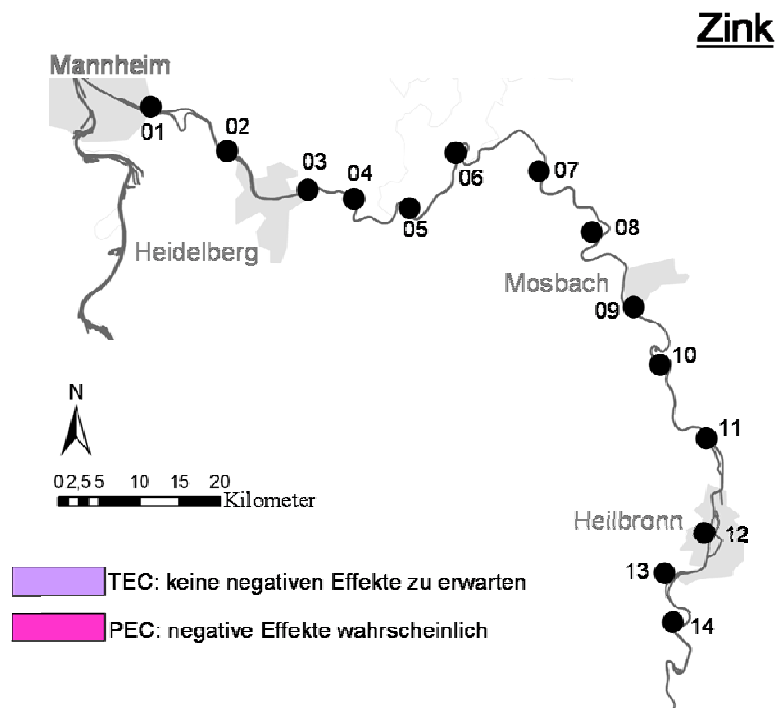 Zink
Mannheim
01
02
03
04
05
06
07
08
Heidelberg
Mosbach
09
10
N
11
0 2,5 5 10 15 20
Kilometer
Heilbronn
12
13
TEC: keine negativen Effekte zu erwarten
PEC: negative Effekte wahrscheinlich
14